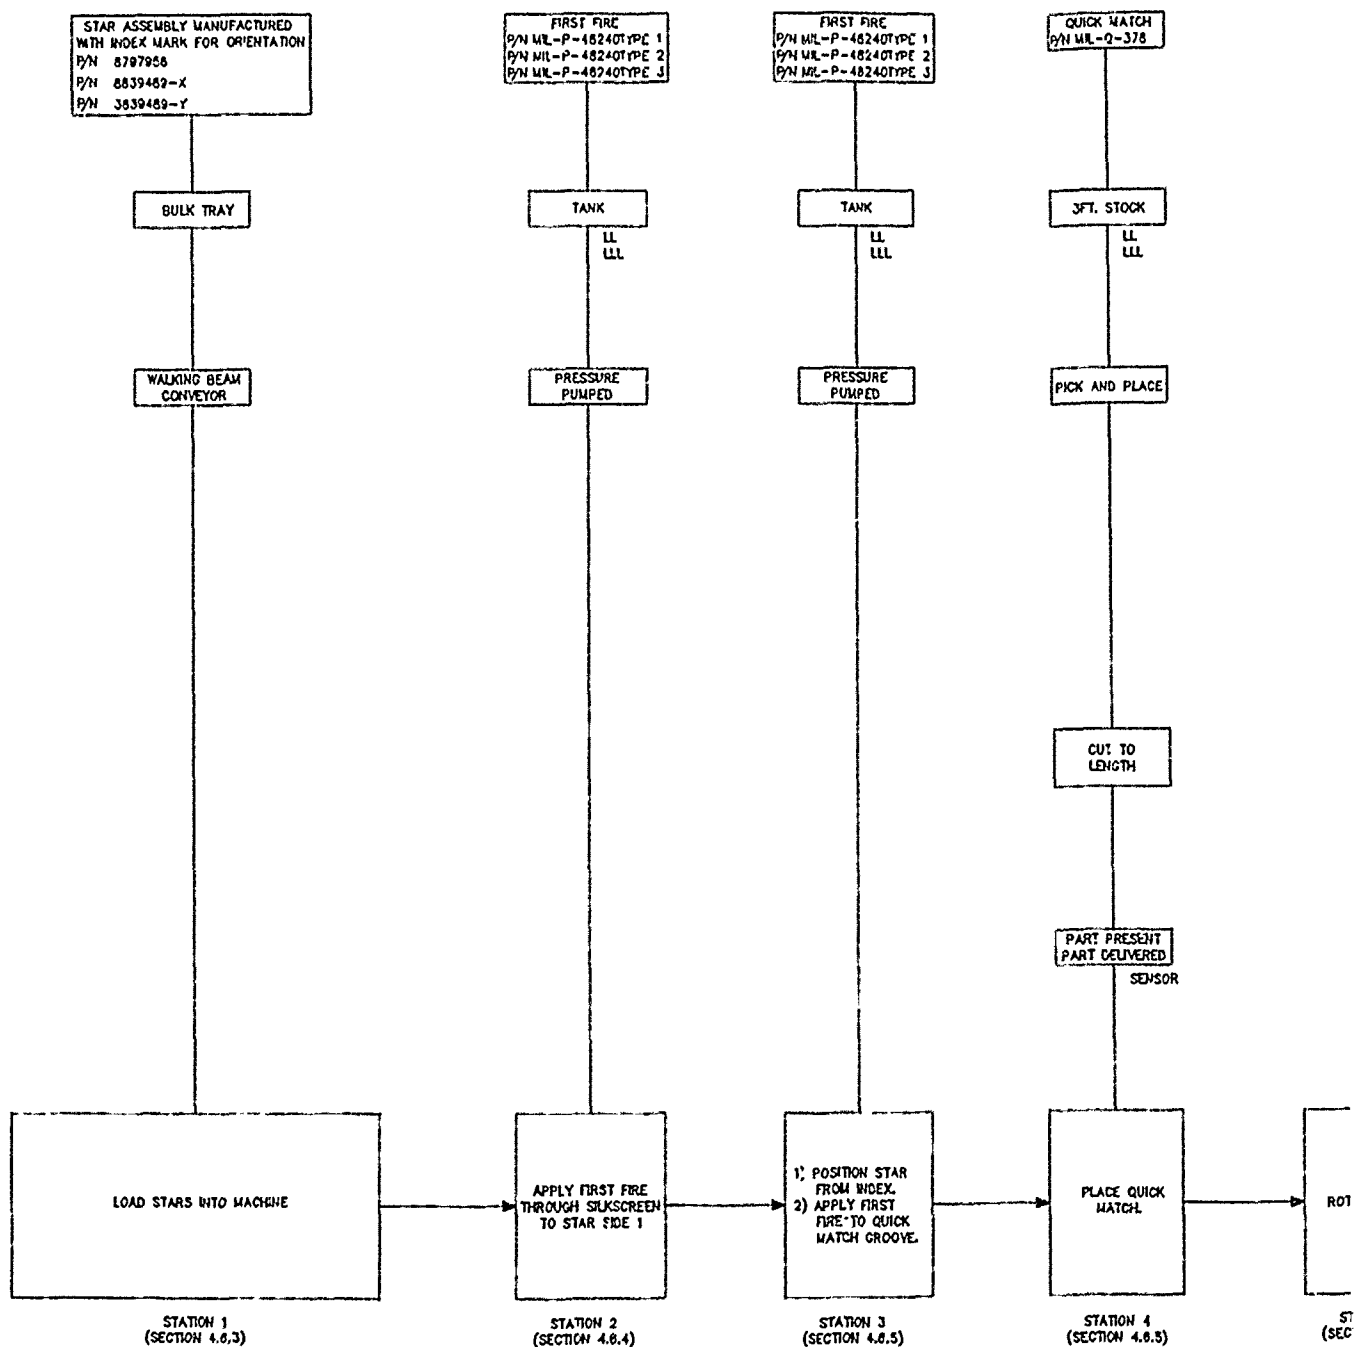 STAR ASSEMBLY MANUFACTURED
WITH INDEX MARK FOR ORIENTATION
P/N 8797956
P/N 8839489-X
P/N 3839489-Y
FIRST FIRE
P/N MIL-P-48240TYPE 1
P/N MIL-P-48240TYPE 2
P/N MIL-P-48240TYPE 3
FIRST FIRE
P/N MIL-P-48240TYPE 1
P/N MIL-P-48240TYPE 2
P/N MIL-P-48240TYPE 3
QUICK MATCH
P/N MIL-Q-378
BULK TRAY
TANK
LL
LLL
TANK
LL
LLL
3FT. STOCK
LL
LLL
WALKING BEAM
CONVEYOR
PRESSURE
PUMPED
PRESSURE
PUMPED
PICK AND PLACE
CUT TO
LENGTH
PART PRESENT
PART DELIVERED
SENSOR
LOAD STARS INTO MACHINE
APPLY FIRST FIRE
THROUGH SILKSCREEN
TO STAR SIDE 1
1) POSITION STAR
FROM INDEX.
2) APPLY FIRST
FIRE TO QUICK
MATCH GROOVE.
PLACE QUICK
MATCH.
ROT
STATION 1
(SECTION 4.6.3)
STATION 2
(SECTION 4.6.4)
STATION 3
(SECTION 4.6.5)
STATION 4
(SECTION 4.6.5)
ST
(SEC